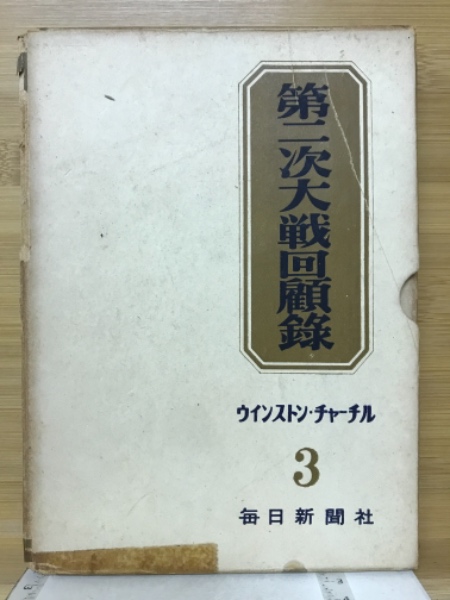 第二次大戦回顧錄
ウインストン・チャーチル
3
毎日新聞社